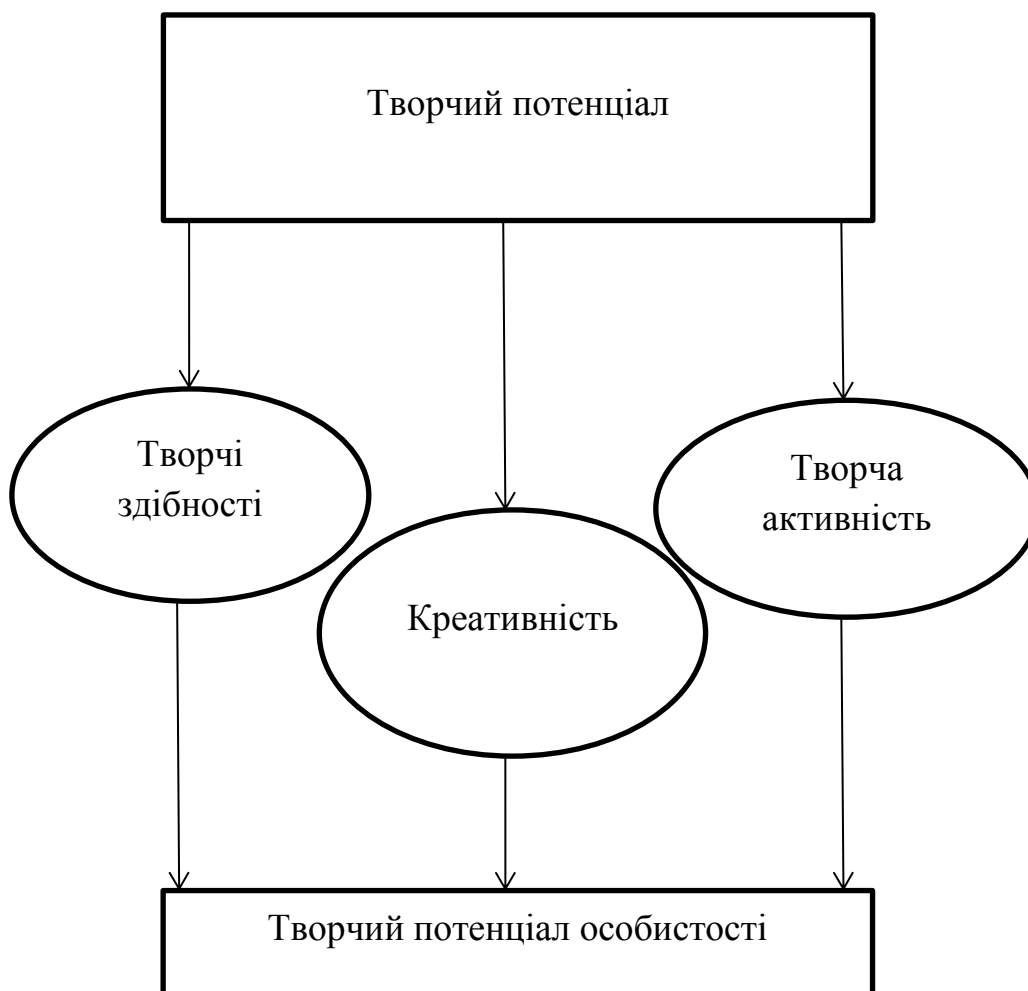 Творчий потенціал
Творчі
здібності
Творча
активність
Креативність
Творчий потенціал особистості